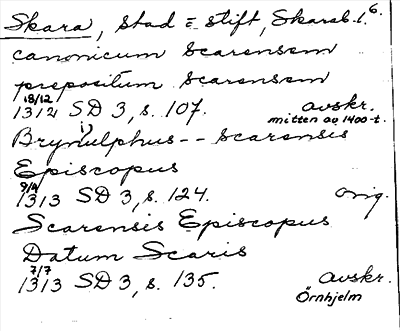 Skara, stad = stift, Skarab. l. 6.
canonicum Scarensem
prepositum Scarensem
18/12
1312 SD 3, s. 107. avskr.
mitten av 1400-t.
Brynulphus -- Scarensis
Episcopus
9/4
1313 SD 3, s. 124. orig.
Scarensis Episcopus
Datum Scaris
7/7
1313 SD 3, s. 135. avskr.
Örnhjelm